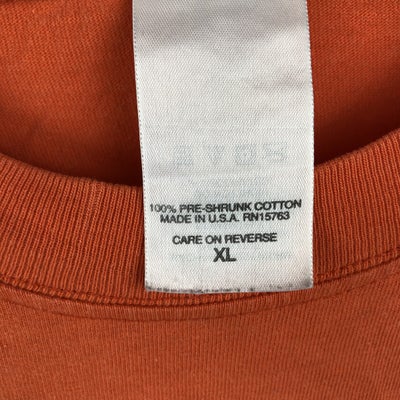 100% PRE-SHRUNK COTTON
MADE IN U.S.A. RN15763
CARE ON REVERSE
XL